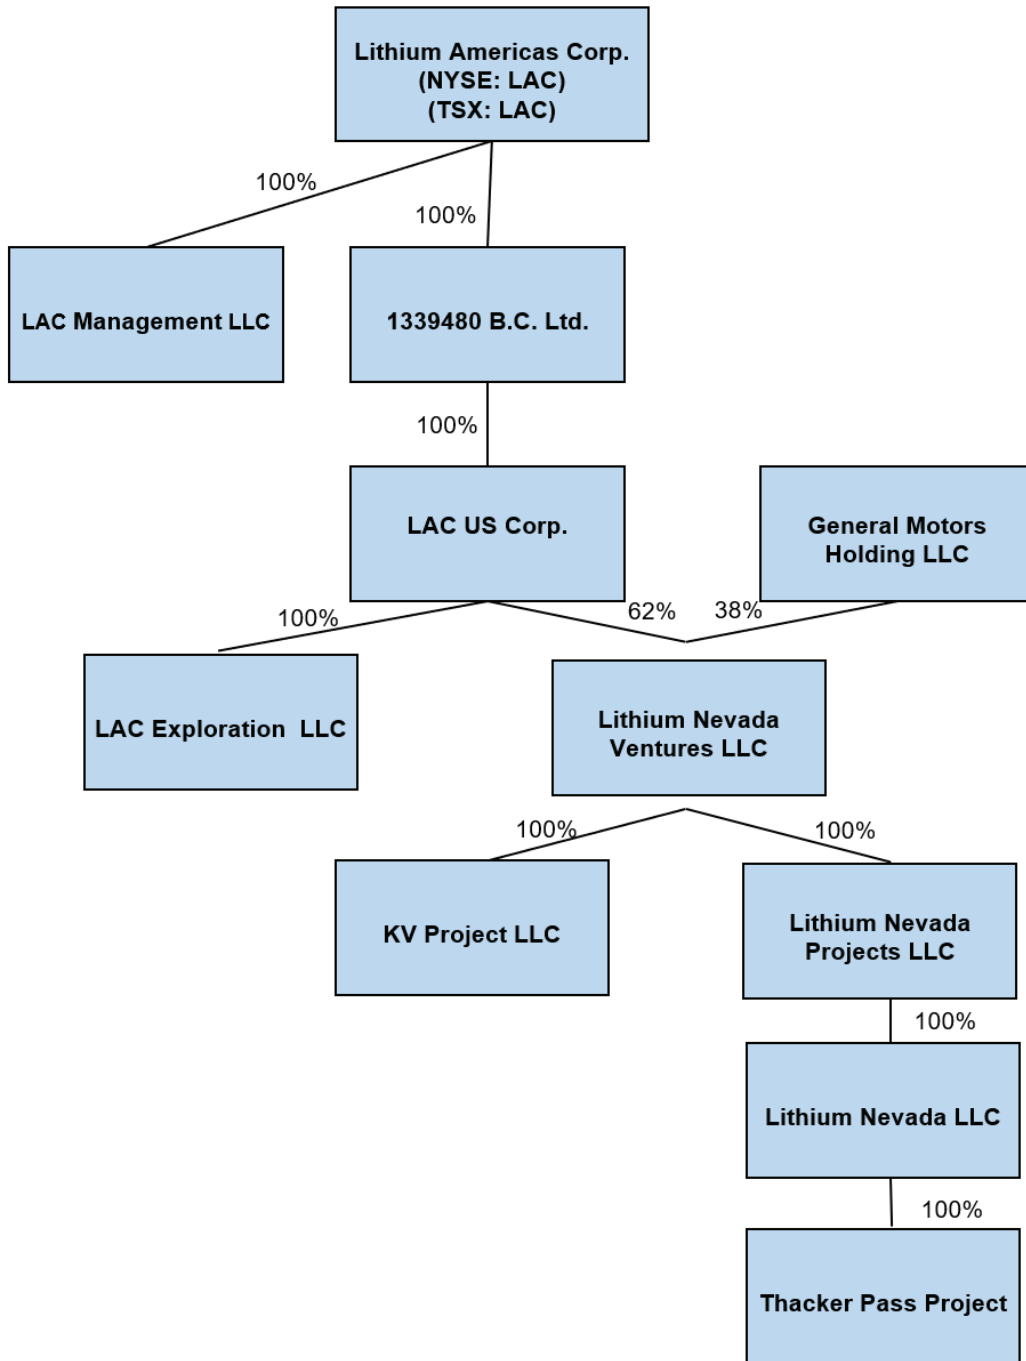 Lithium Americas Corp.
(NYSE: LAC)
(TSX: LAC)
100%
100%
LAC Management LLC
1339480 B.C. Ltd.
100%
LAC US Corp.
General Motors
Holding LLC
100%
62%
38%
LAC Exploration  LLC
Lithium Nevada
Ventures LLC
100%
100%
KV Project LLC
Lithium Nevada
Projects LLC
100%
Lithium Nevada LLC
100%
Thacker Pass Project